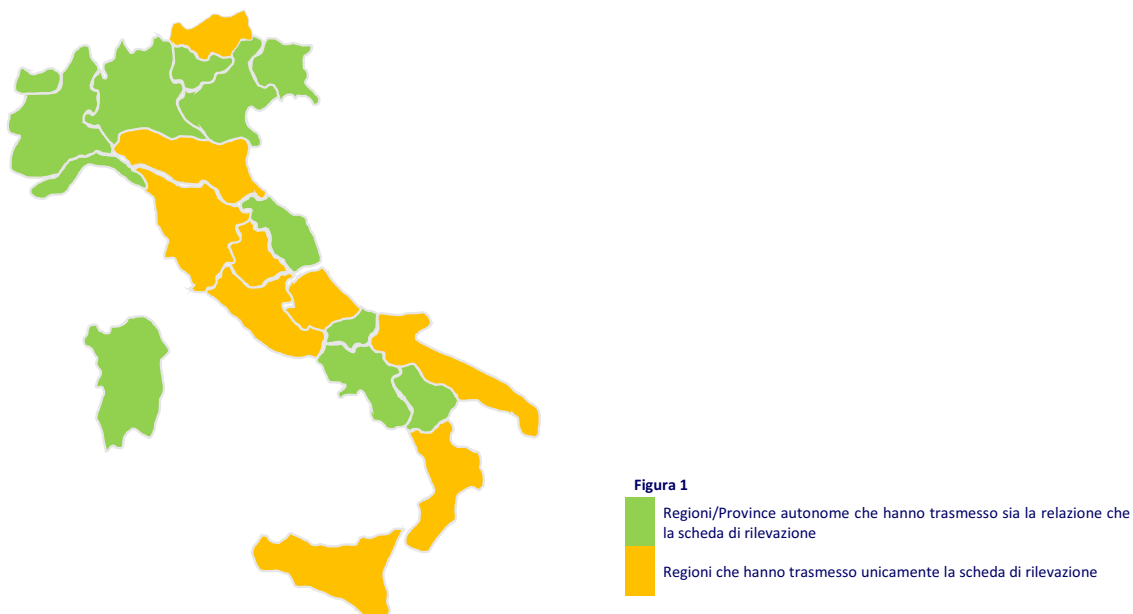 Figura 1
Regioni/Province autonome che hanno trasmesso sia la relazione che
la scheda di rilevazione
Regioni che hanno trasmesso unicamente la scheda di rilevazione